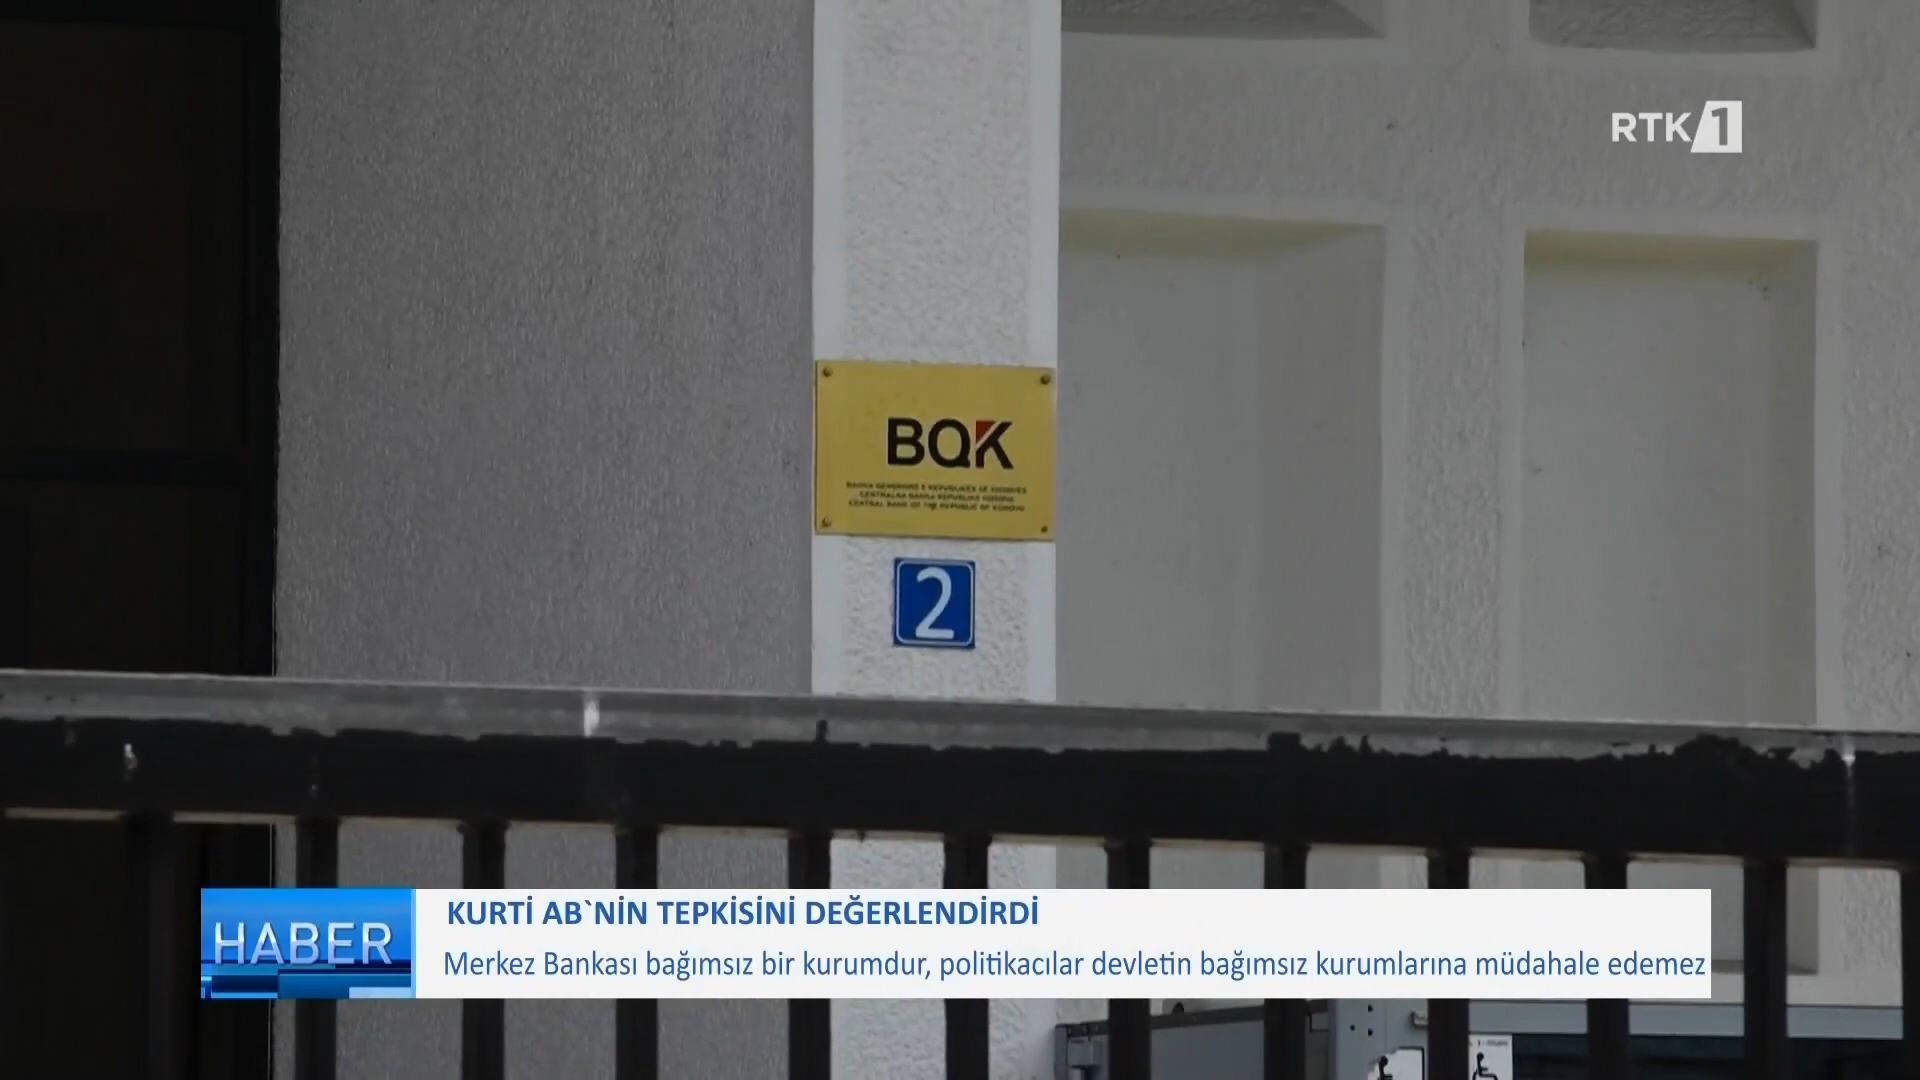 RTK 1
BQK
BANKA QENDRORE E REPUBLIKËS SË KOSOVËS
CENTRALNA BANKA REPUBLIKE KOSOVA
CENTRAL BANK OF THE REPUBLIC OF KOSOVO
2
HABER
KURTİ AB`NİN TEPKİSİNİ DEĞERLENDİRDİ
Merkez Bankası bağımsız bir kurumdur, politikacılar devletin bağımsız kurumlarına müdahale edemez